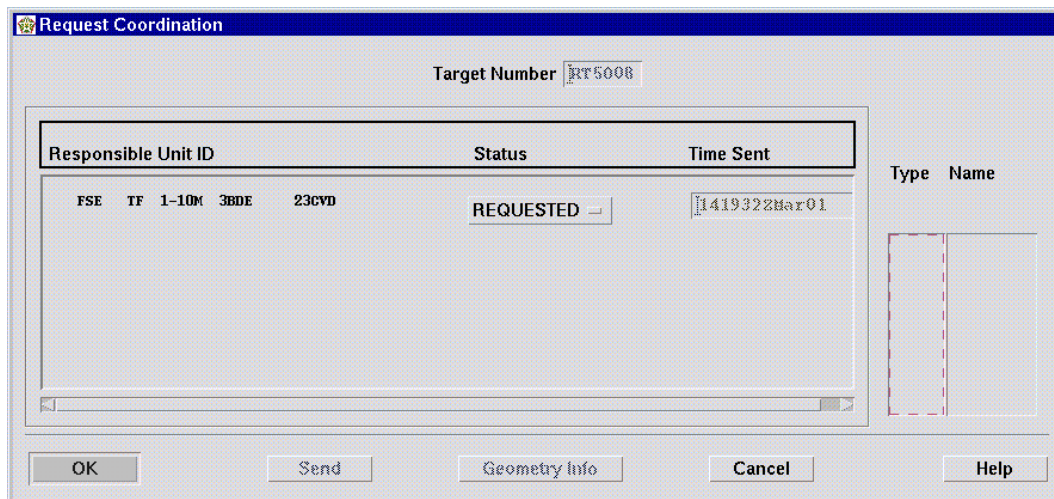 Request Coordination
Target Number RT5008
Responsible Unit ID Status Time Sent
Type Name
FSE TF 1-10M 3BDE 23CVD REQUESTED 141932ZMar01
OK Send Geometry Info Cancel Help